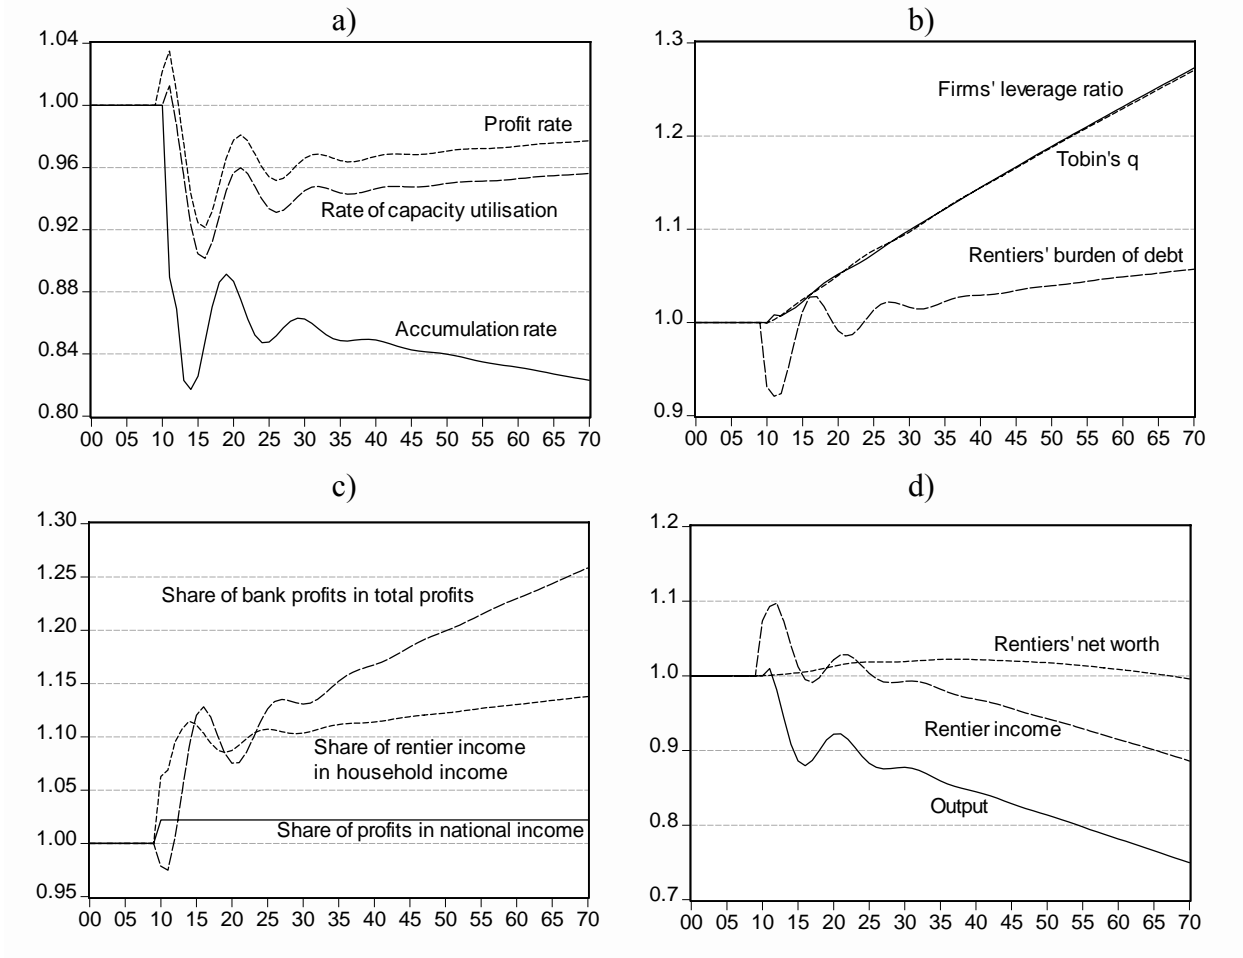 a)
1.04
1.00
0.96
0.92
0.88
0.84
0.80
Profit rate
Rate of capacity utilisation
Accumulation rate
00 05 10 15 20 25 30 35 40 45 50 55 60 65 70
b)
1.3
1.2
1.1
1.0
0.9
Firms' leverage ratio
Tobin's q
Rentiers' burden of debt
00 05 10 15 20 25 30 35 40 45 50 55 60 65 70
c)
1.30
1.25
1.20
1.15
1.10
1.05
1.00
0.95
Share of bank profits in total profits
Share of rentier income
in household income
Share of profits in national income
00 05 10 15 20 25 30 35 40 45 50 55 60 65 70
d)
1.2
1.1
1.0
0.9
0.8
0.7
Rentiers' net worth
Rentier income
Output
00 05 10 15 20 25 30 35 40 45 50 55 60 65 70